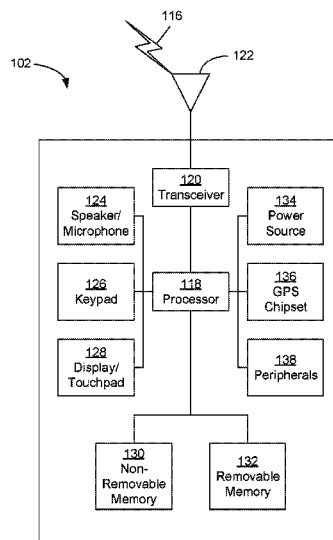 116
102
122
120
Transceiver
124
Speaker/
Microphone
134
Power
Source
126
Keypad
118
Processor
136
GPS
Chipset
128
Display/
Touchpad
138
Peripherals
130
Non-
Removable
Memory
132
Removable
Memory